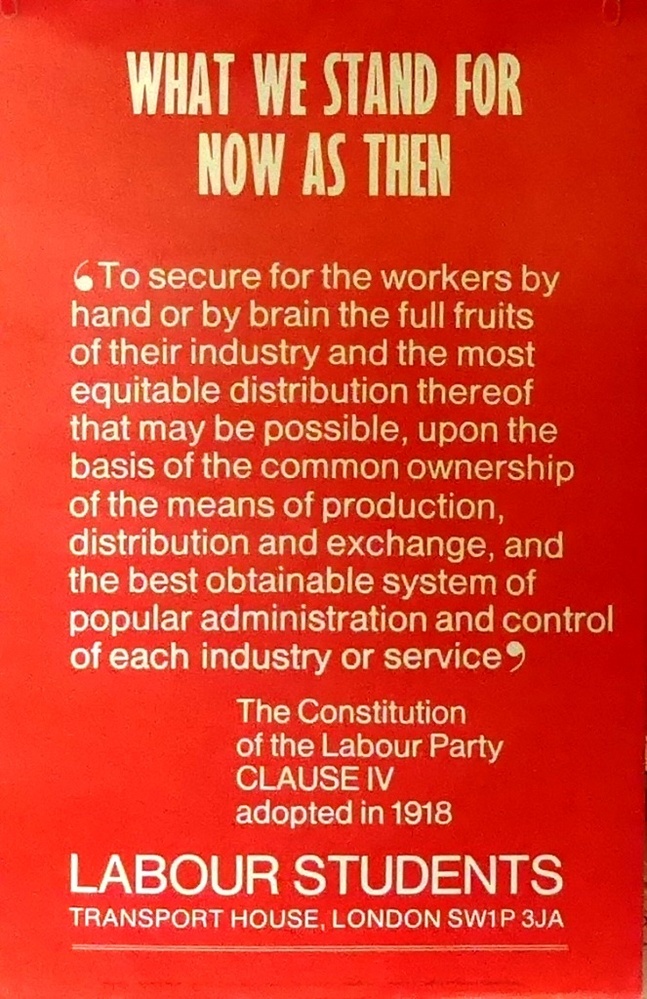 WHAT WE STAND FOR
NOW AS THEN
‘To secure for the workers by
hand or by brain the full fruits
of their industry and the most
equitable distribution thereof
that may be possible, upon the
basis of the common ownership
of the means of production,
distribution and exchange, and
the best obtainable system of
popular administration and control
of each industry or service’
The Constitution
of the Labour Party
CLAUSE IV
adopted in 1918
LABOUR STUDENTS
TRANSPORT HOUSE, LONDON SW1P 3JA